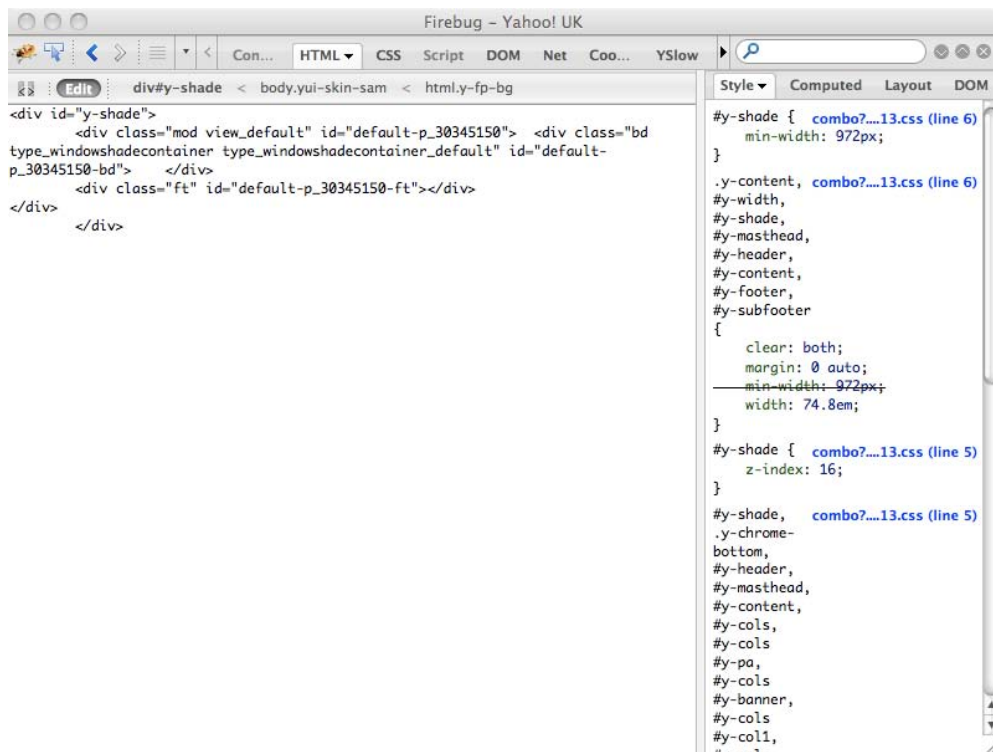 Firebug – Yahoo! UK
Con... HTML CSS Script DOM Net Coo... YSlow
Edit div#y-shade < body.yui-skin-sam < html.y-fp-bg
<div id="y-shade">
<div class="mod view_default" id="default-p_30345150"> <div class="bd
type_windowshadecontainer type_windowshadecontainer_default" id="default-
p_30345150-bd"> </div>
<div class="ft" id="default-p_30345150-ft"></div>
</div>
</div>
Style Computed Layout DOM
#y-shade { combo?....13.css (line 6)
min-width: 972px;
}
.y-content, combo?....13.css (line 6)
#y-width,
#y-shade,
#y-masthead,
#y-header,
#y-content,
#y-footer,
#y-subfooter
{
clear: both;
margin: 0 auto;
min-width: 972px;
width: 74.8em;
}
#y-shade { combo?....13.css (line 5)
z-index: 16;
}
#y-shade, combo?....13.css (line 5)
.y-chrome-
bottom,
#y-header,
#y-masthead,
#y-content,
#y-cols,
#y-cols
#y-pa,
#y-cols
#y-banner,
#y-cols
#y-col1,